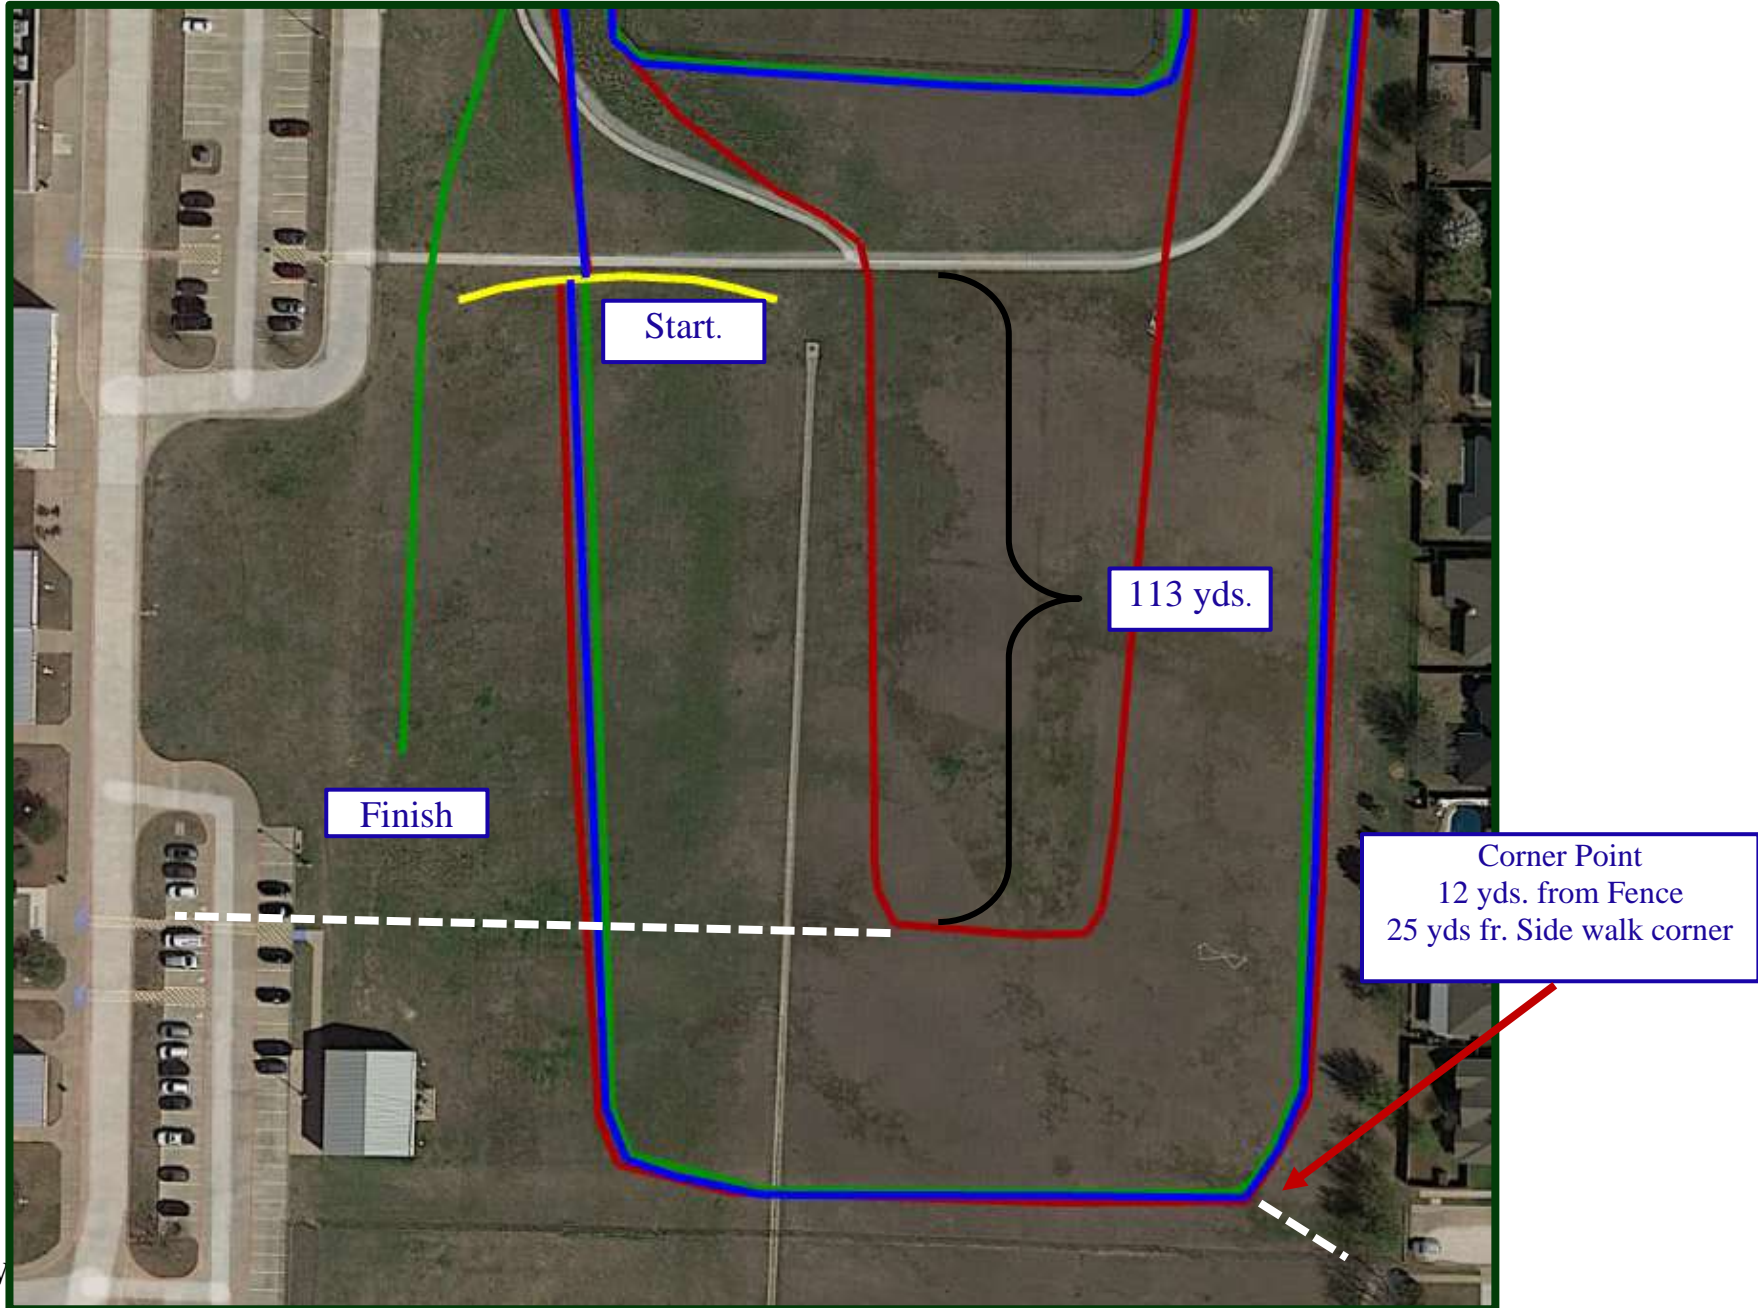 Start.
113 yds.
Finish
Corner Point
12 yds. from Fence
25 yds fr. Side walk corner
y